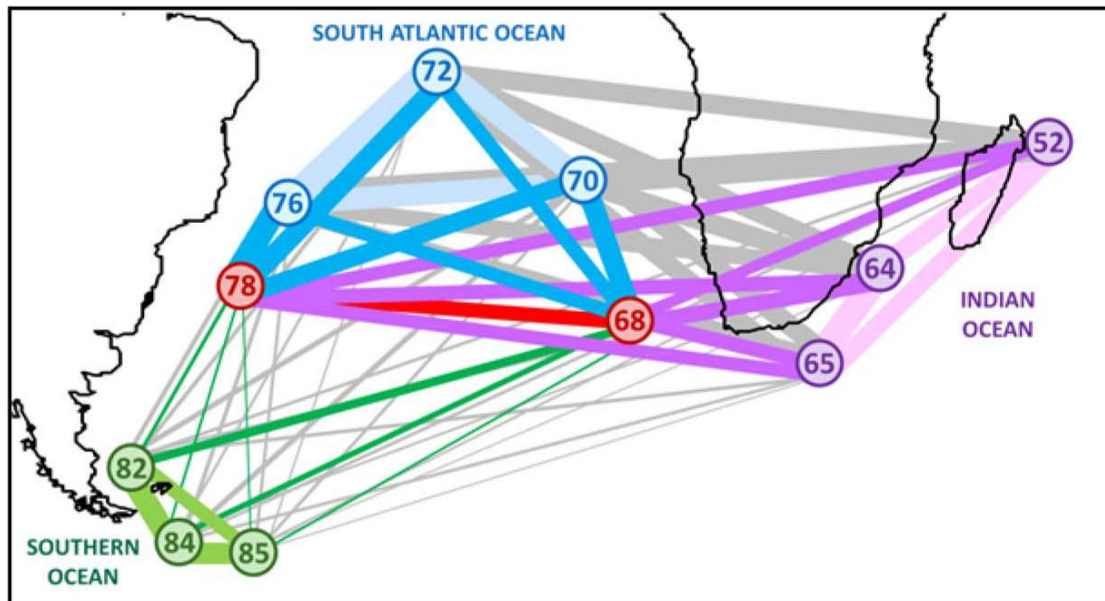 SOUTH ATLANTIC OCEAN
72
52
70
76
64
78
68
INDIAN
OCEAN
65
82
84
85
SOUTHERN
OCEAN